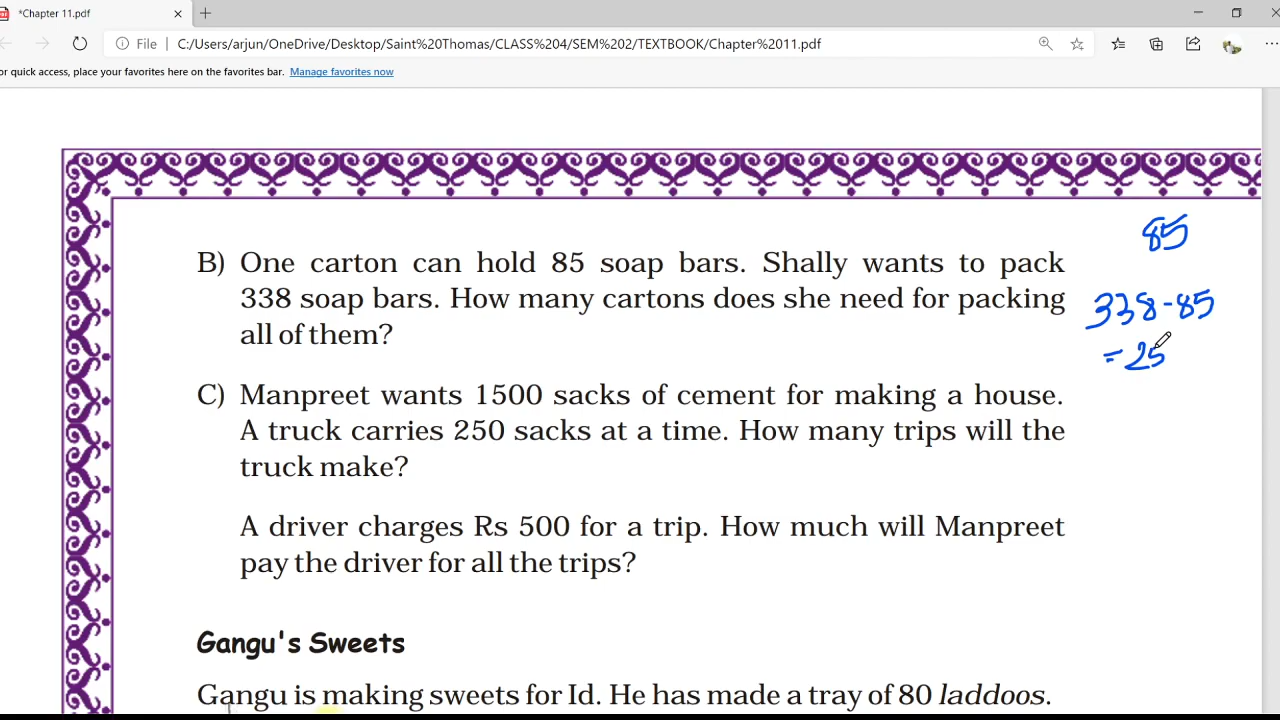 *Chapter 11.pdf
File | C:/Users/arjun/OneDrive/Desktop/Saint%20Thomas/CLASS%204/SEM%202/TEXTBOOK/Chapter%2011.pdf
or quick access, place your favorites here on the favorites bar. Manage favorites now
85
B) One carton can hold 85 soap bars. Shally wants to pack
338 soap bars. How many cartons does she need for packing
all of them?
338-85
= 25
C) Manpreet wants 1500 sacks of cement for making a house.
A truck carries 250 sacks at a time. How many trips will the
truck make?
A driver charges Rs 500 for a trip. How much will Manpreet
pay the driver for all the trips?
Gangu's Sweets
Gangu is making sweets for Id. He has made a tray of 80 laddoos.